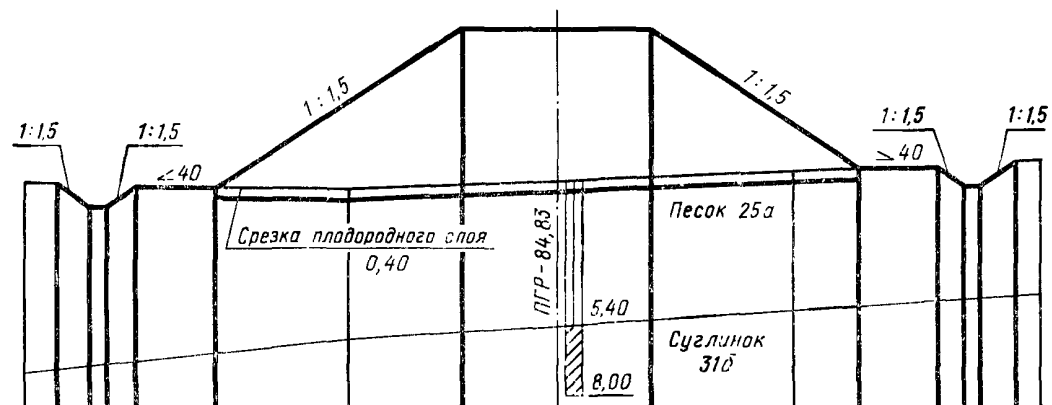 1:1,5
1:1,5
1:1,5
1:1,5
1:1,5
1:1,5
40
40
Песок 25а
Срезка плодородного слоя
0,40
ПГР-84,83
5,40
Суглинок
31б
8,00